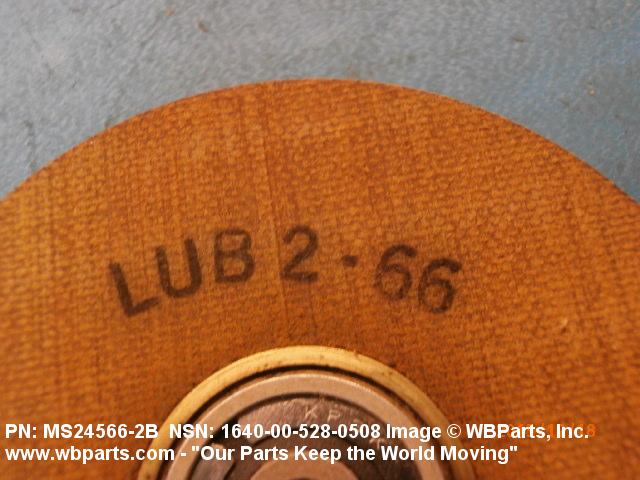 LUB 2-66
PN: MS24566-2B NSN: 1640-00-528-0508 Image © WBParts, Inc.
www.wbparts.com - "Our Parts Keep the World Moving"